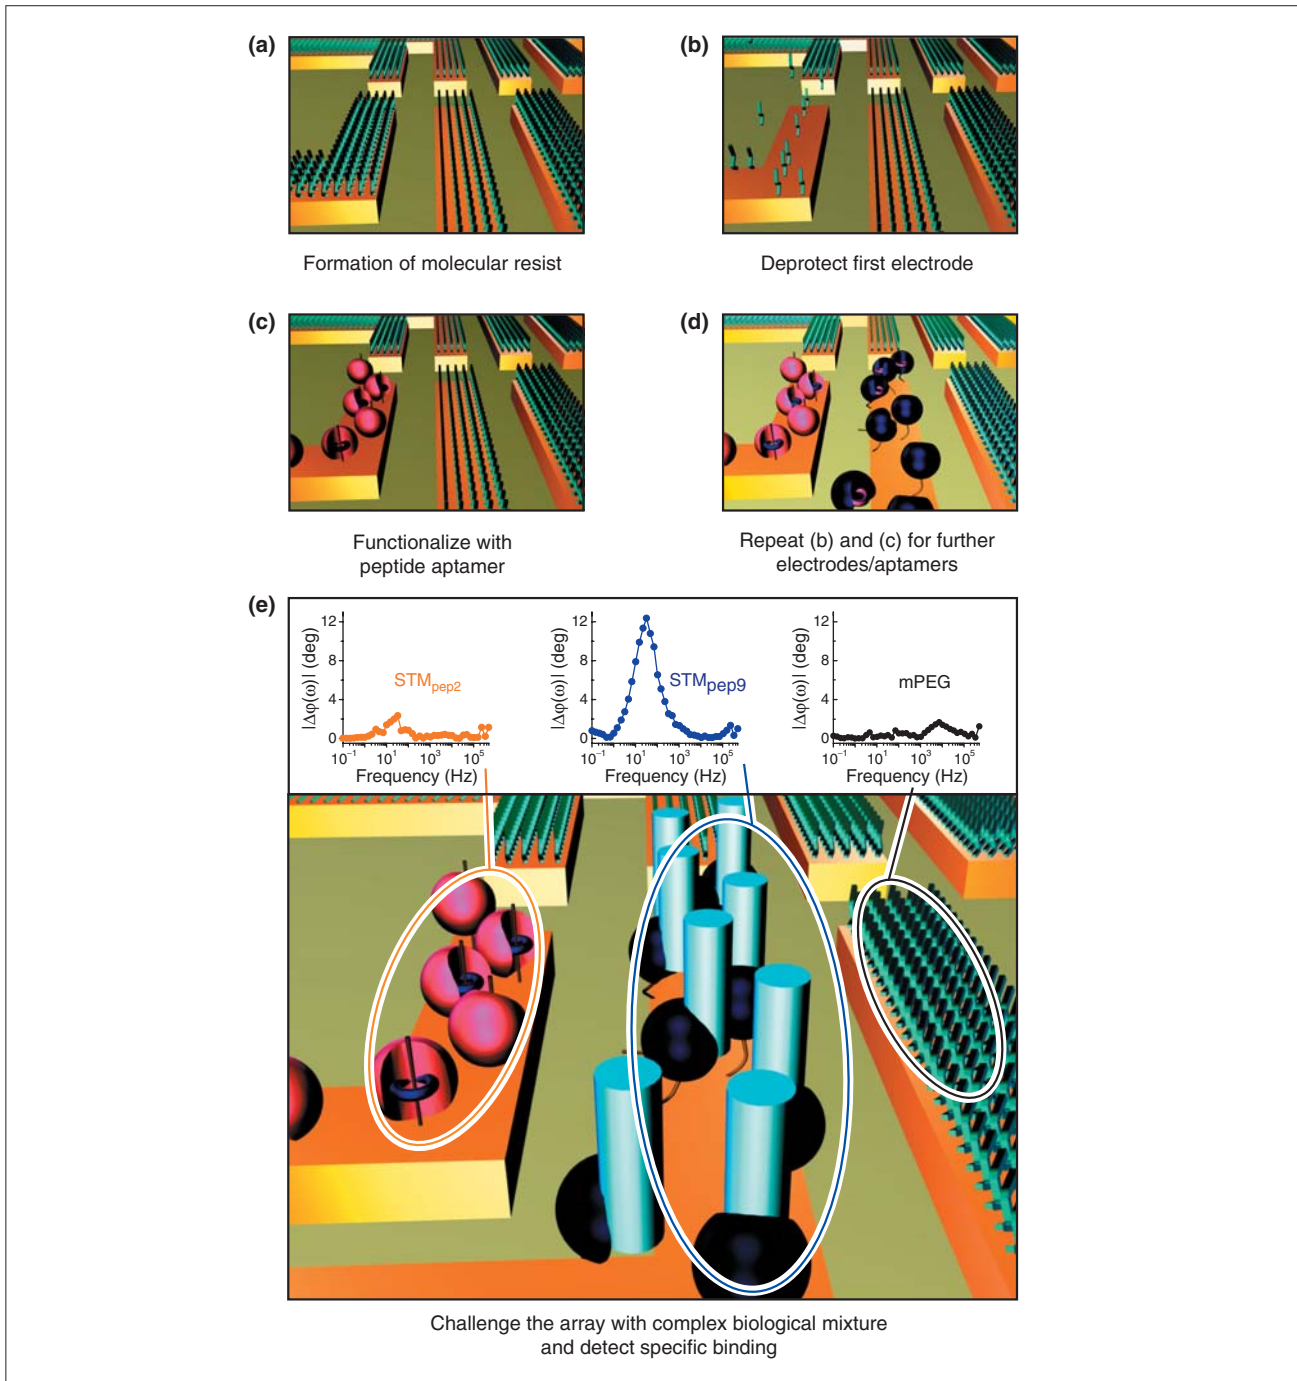 (a)
(b)
Formation of molecular resist
Deprotect first electrode
(c)
(d)
Functionalize with
peptide aptamer
Repeat (b) and (c) for further
electrodes/aptamers
(e)
|Δφ(ω)| (deg)
12
8
4
0
STMpep2
10⁻¹ 10¹ 10³ 10⁵
Frequency (Hz)
|Δφ(ω)| (deg)
12
8
4
0
STMpep9
10⁻¹ 10¹ 10³ 10⁵
Frequency (Hz)
|Δφ(ω)| (deg)
12
8
4
0
mPEG
10⁻¹ 10¹ 10³ 10⁵
Frequency (Hz)
Challenge the array with complex biological mixture
and detect specific binding